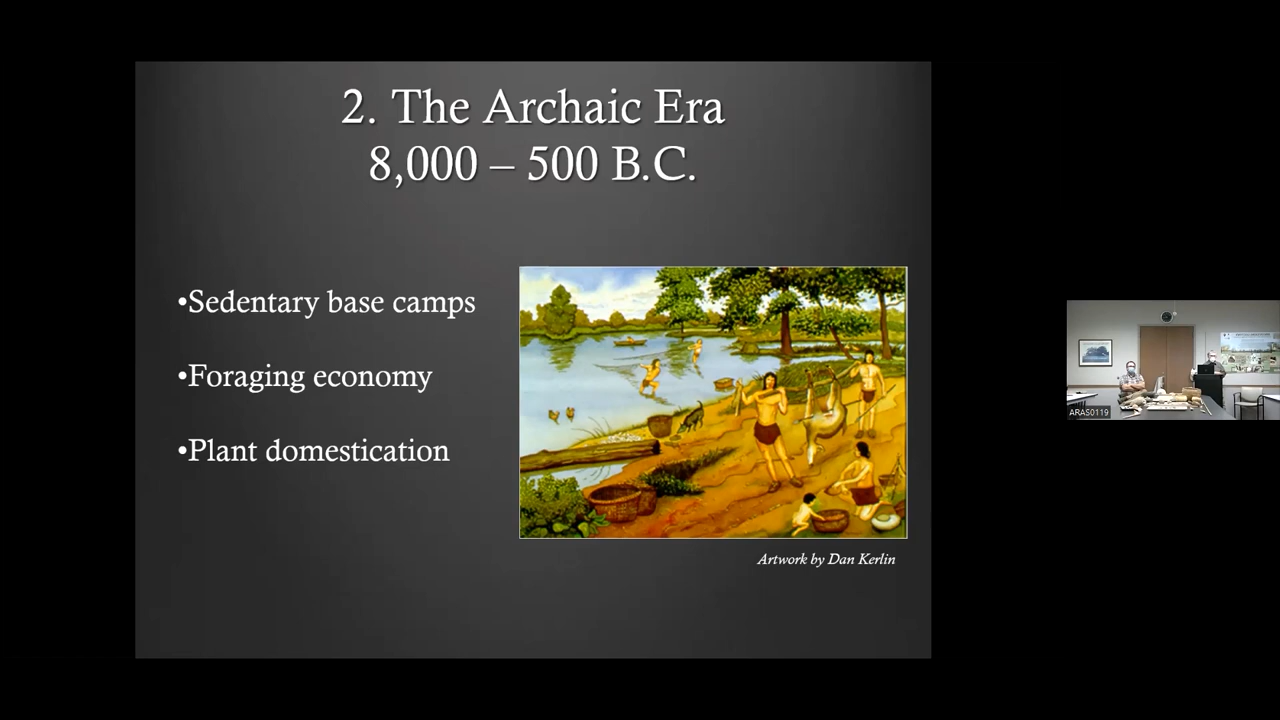 2. The Archaic Era
8,000 – 500 B.C.
•Sedentary base camps
•Foraging economy
•Plant domestication
Artwork by Dan Kerlin
ARAS0119